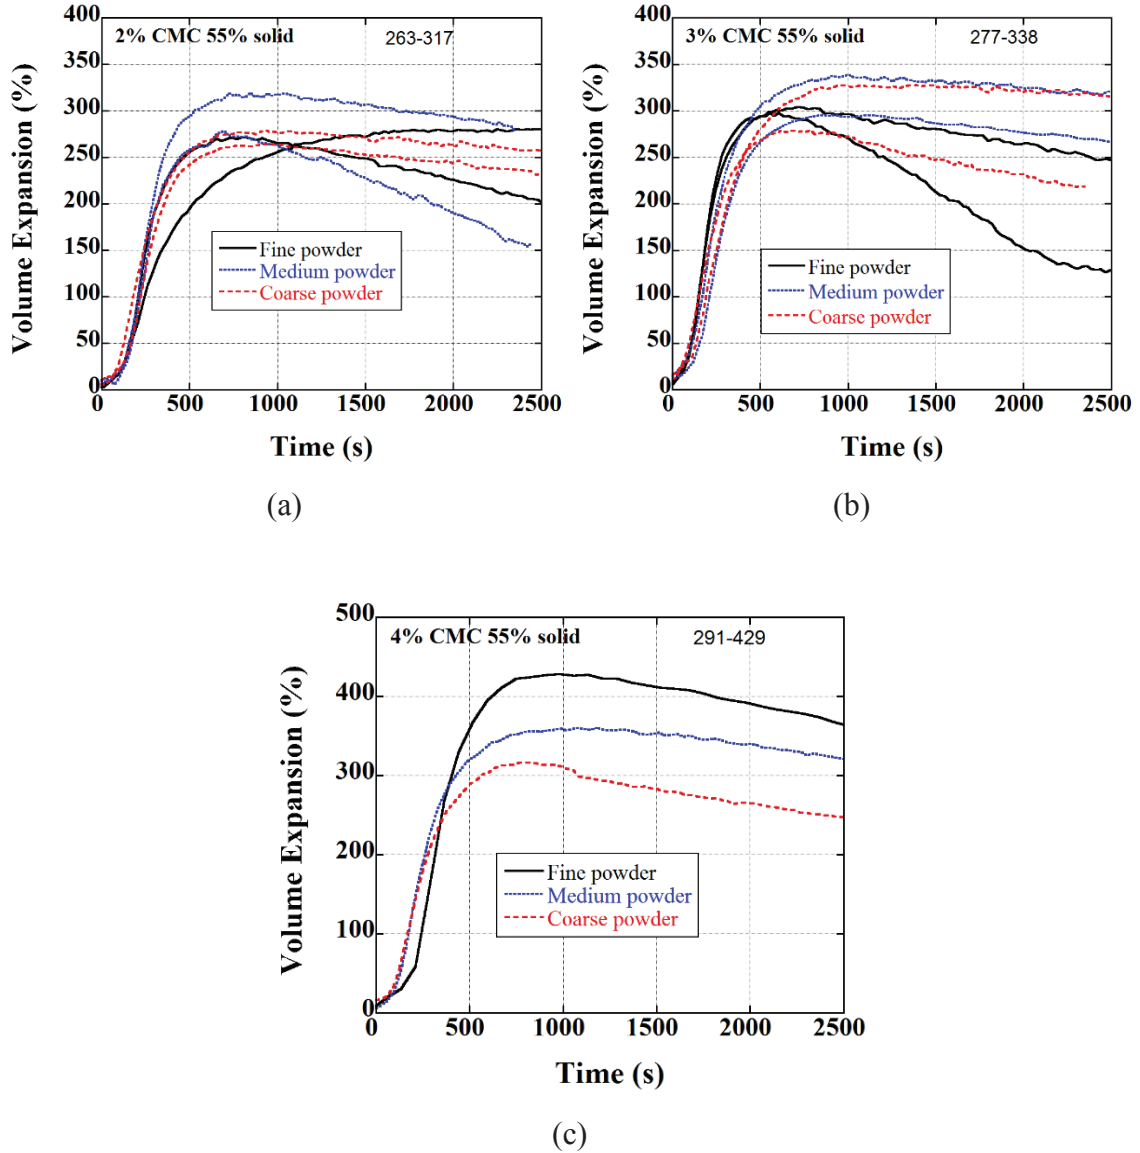 2% CMC 55% solid
263-317
400
350
300
250
200
150
100
50
0
Volume Expansion (%)
Fine powder
Medium powder
Coarse powder
0 500 1000 1500 2000 2500
Time (s)
(a)
3% CMC 55% solid
277-338
400
350
300
250
200
150
100
50
0
Volume Expansion (%)
Fine powder
Medium powder
Coarse powder
0 500 1000 1500 2000 2500
Time (s)
(b)
4% CMC 55% solid
291-429
500
400
300
200
100
0
Volume Expansion (%)
Fine powder
Medium powder
Coarse powder
0 500 1000 1500 2000 2500
Time (s)
(c)